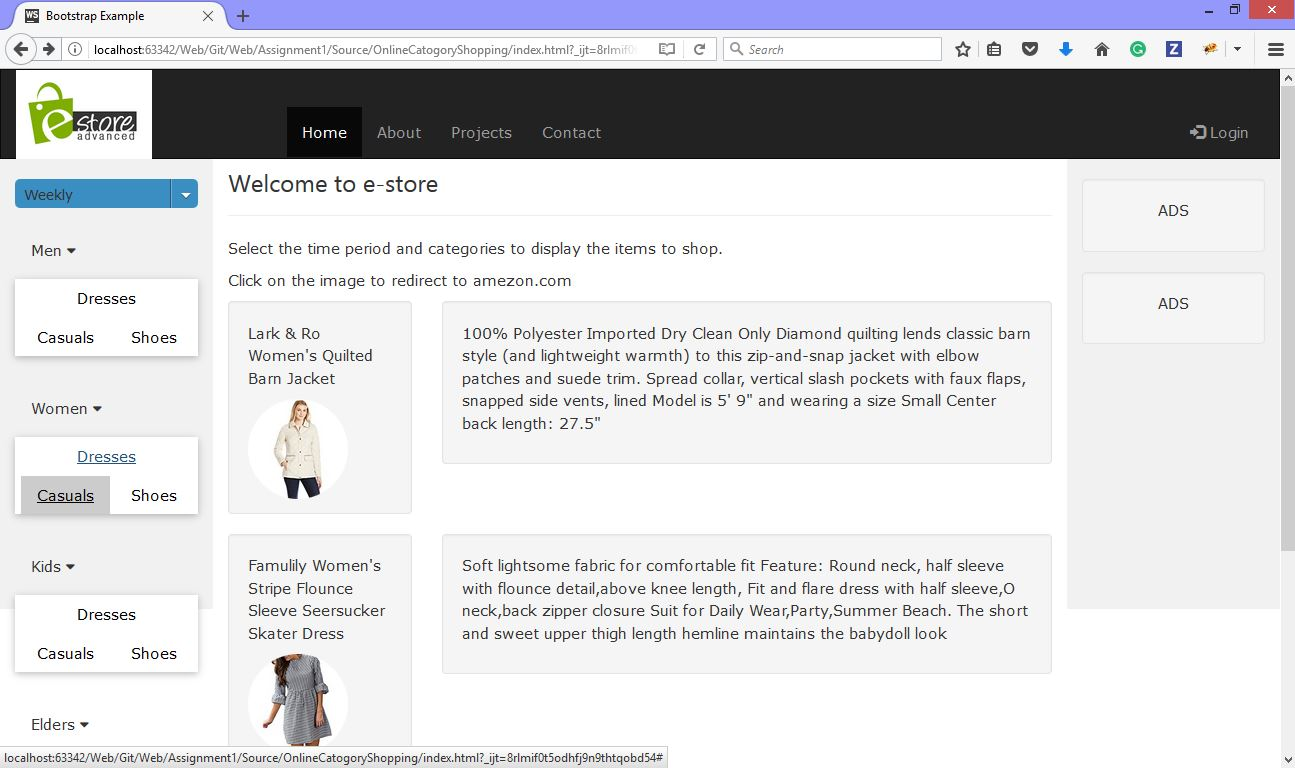 WS Bootstrap Example
localhost:63342/Web/Git/Web/Assignment1/Source/OnlineCatogoryShopping/index.html?_ijt=8rlmif0
Search
estore
advanced
Home
About
Projects
Contact
Login
Weekly
Men
Dresses
Casuals Shoes
Women
Dresses
Casuals Shoes
Kids
Dresses
Casuals Shoes
Elders
Welcome to e-store
Select the time period and categories to display the items to shop.
Click on the image to redirect to amezon.com
Lark & Ro
Women's Quilted
Barn Jacket
100% Polyester Imported Dry Clean Only Diamond quilting lends classic barn
style (and lightweight warmth) to this zip-and-snap jacket with elbow
patches and suede trim. Spread collar, vertical slash pockets with faux flaps,
snapped side vents, lined Model is 5' 9" and wearing a size Small Center
back length: 27.5"
Famulily Women's
Stripe Flounce
Sleeve Seersucker
Skater Dress
Soft lightsome fabric for comfortable fit Feature: Round neck, half sleeve
with flounce detail,above knee length, Fit and flare dress with half sleeve,O
neck,back zipper closure Suit for Daily Wear,Party,Summer Beach. The short
and sweet upper thigh length hemline maintains the babydoll look
ADS
ADS
localhost:63342/Web/Git/Web/Assignment1/Source/OnlineCatogoryShopping/index.html?_ijt=8rlmif0t5odhfj9n9thtqobd54#